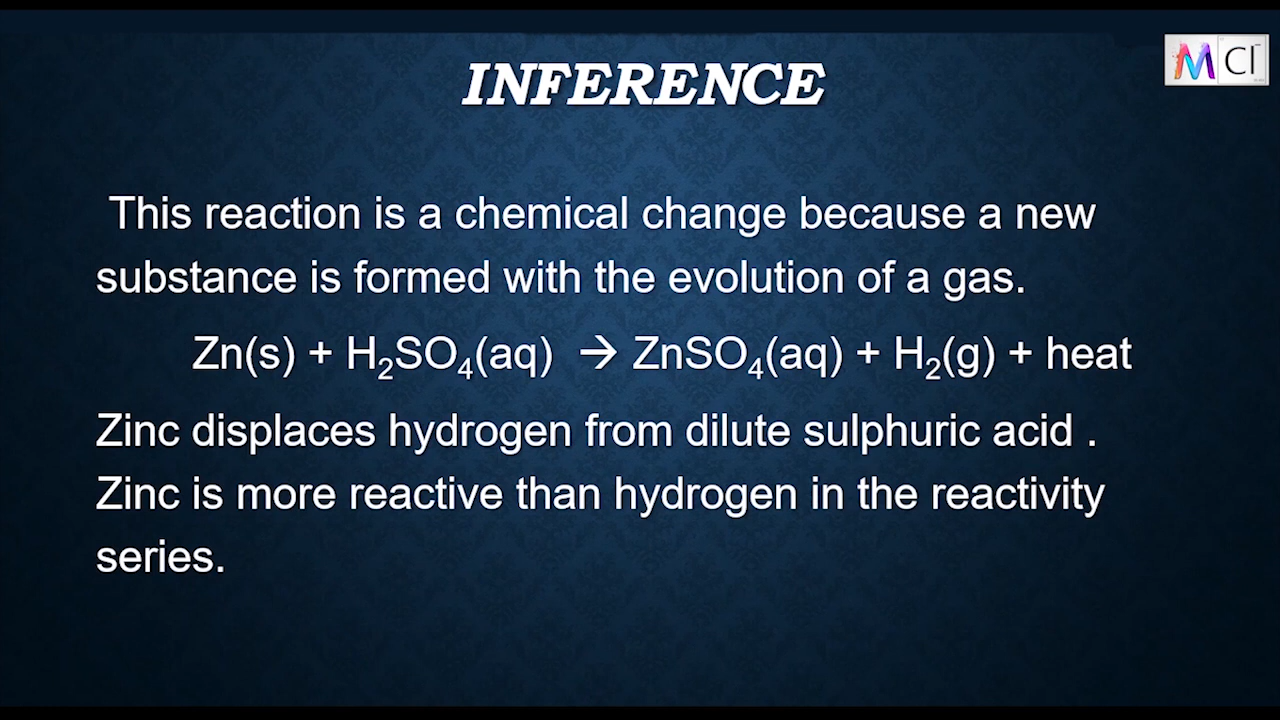 INFERENCE
MCl
This reaction is a chemical change because a new
substance is formed with the evolution of a gas.
Zn(s) + H₂SO₄(aq) → ZnSO₄(aq) + H₂(g) + heat
Zinc displaces hydrogen from dilute sulphuric acid .
Zinc is more reactive than hydrogen in the reactivity
series.